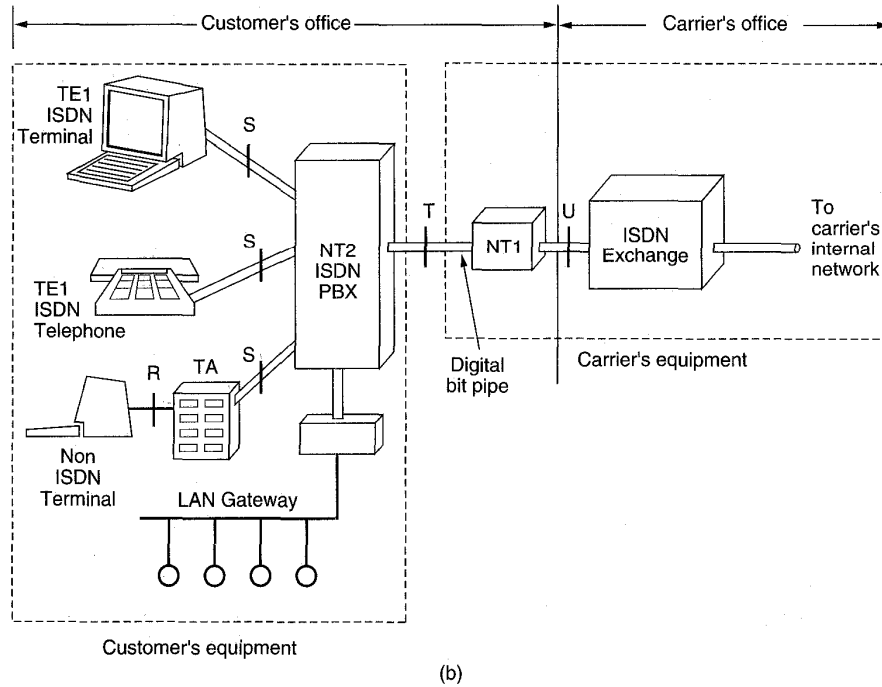 Customer's office
Carrier's office
TE1
ISDN
Terminal
S
TE1
ISDN
Telephone
S
NT2
ISDN
PBX
T
NT1
U
ISDN
Exchange
To
carrier's
internal
network
Digital
bit pipe
Carrier's equipment
R
TA
S
Non
ISDN
Terminal
LAN Gateway
Customer's equipment
(b)